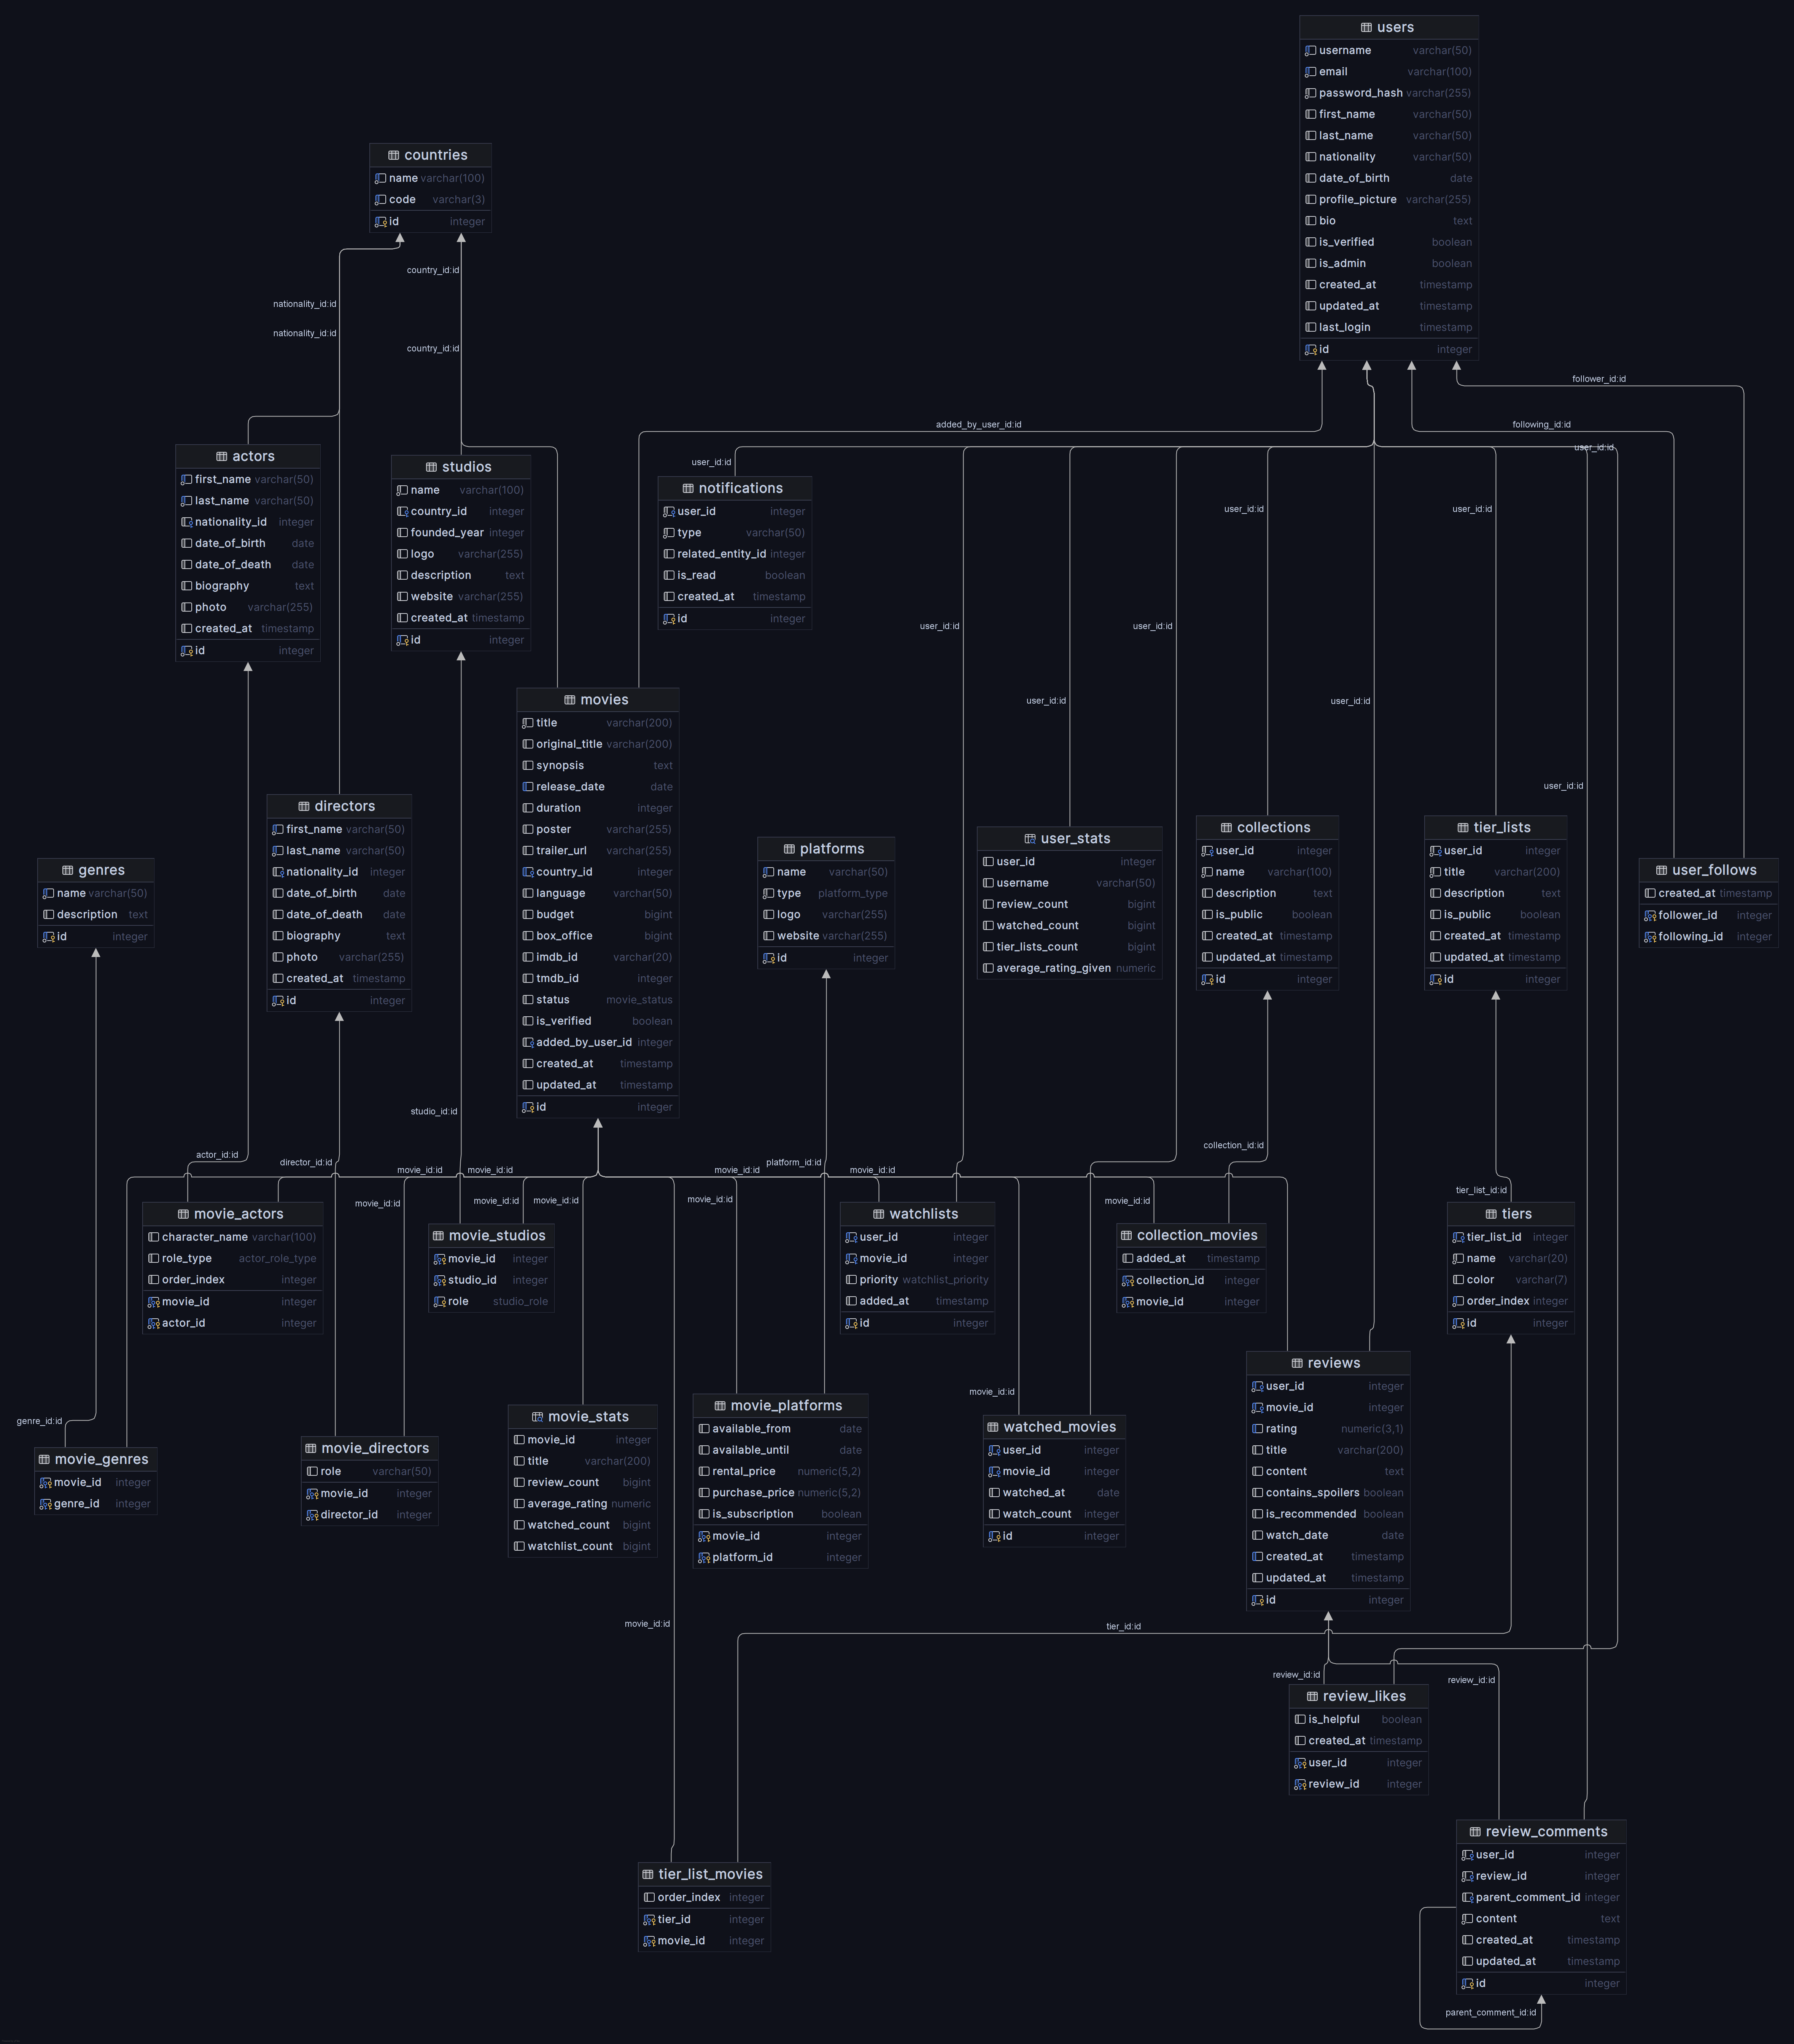 users
username varchar(50)
email varchar(100)
password_hash varchar(255)
first_name varchar(50)
last_name varchar(50)
nationality varchar(50)
date_of_birth date
profile_picture varchar(255)
bio text
is_verified boolean
is_admin boolean
created_at timestamp
updated_at timestamp
last_login timestamp
id integer
countries
name varchar(100)
code varchar(3)
id integer
country_id:id
nationality_id:id
nationality_id:id
country_id:id
follower_id:id
added_by_user_id:id
following_id:id
user_id:id
user_id:id
actors
first_name varchar(50)
last_name varchar(50)
nationality_id integer
date_of_birth date
date_of_death date
biography text
photo varchar(255)
created_at timestamp
id integer
studios
name varchar(100)
country_id integer
founded_year integer
logo varchar(255)
description text
website varchar(255)
created_at timestamp
id integer
notifications
user_id integer
type varchar(50)
related_entity_id integer
is_read boolean
created_at timestamp
id integer
user_id:id
user_id:id
user_id:id
user_id:id
user_id:id
user_id:id
user_id:id
movies
title varchar(200)
original_title varchar(200)
synopsis text
release_date date
duration integer
poster varchar(255)
trailer_url varchar(255)
country_id integer
language varchar(50)
budget bigint
box_office bigint
imdb_id varchar(20)
tmdb_id integer
status movie_status
is_verified boolean
added_by_user_id integer
created_at timestamp
updated_at timestamp
id integer
directors
first_name varchar(50)
last_name varchar(50)
nationality_id integer
date_of_birth date
date_of_death date
biography text
photo varchar(255)
created_at timestamp
id integer
genres
name varchar(50)
description text
id integer
platforms
name varchar(50)
type platform_type
logo varchar(255)
website varchar(255)
id integer
user_stats
user_id integer
username varchar(50)
review_count bigint
watched_count bigint
tier_lists_count bigint
average_rating_given numeric
collections
user_id integer
name varchar(100)
description text
is_public boolean
created_at timestamp
updated_at timestamp
id integer
tier_lists
user_id integer
title varchar(200)
description text
is_public boolean
created_at timestamp
updated_at timestamp
id integer
user_follows
created_at timestamp
follower_id integer
following_id integer
studio_id:id
collection_id:id
actor_id:id
director_id:id
movie_id:id
movie_id:id
movie_id:id
platform_id:id
movie_id:id
tier_list_id:id
movie_id:id
movie_id:id
movie_id:id
movie_id:id
movie_id:id
movie_actors
character_name varchar(100)
role_type actor_role_type
order_index integer
movie_id integer
actor_id integer
movie_studios
movie_id integer
studio_id integer
role studio_role
watchlists
user_id integer
movie_id integer
priority watchlist_priority
added_at timestamp
id integer
collection_movies
added_at timestamp
collection_id integer
movie_id integer
tiers
tier_list_id integer
name varchar(20)
color varchar(7)
order_index integer
id integer
movie_id:id
genre_id:id
reviews
user_id integer
movie_id integer
rating numeric(3,1)
title varchar(200)
content text
contains_spoilers boolean
is_recommended boolean
watch_date date
created_at timestamp
updated_at timestamp
id integer
movie_genres
movie_id integer
genre_id integer
movie_directors
role varchar(50)
movie_id integer
director_id integer
movie_stats
movie_id integer
title varchar(200)
review_count bigint
average_rating numeric
watched_count bigint
watchlist_count bigint
movie_platforms
available_from date
available_until date
rental_price numeric(5,2)
purchase_price numeric(5,2)
is_subscription boolean
movie_id integer
platform_id integer
watched_movies
user_id integer
movie_id integer
watched_at date
watch_count integer
id integer
movie_id:id
tier_id:id
review_id:id
review_id:id
review_likes
is_helpful boolean
created_at timestamp
user_id integer
review_id integer
review_comments
user_id integer
review_id integer
parent_comment_id integer
content text
created_at timestamp
updated_at timestamp
id integer
parent_comment_id:id
tier_list_movies
order_index integer
tier_id integer
movie_id integer